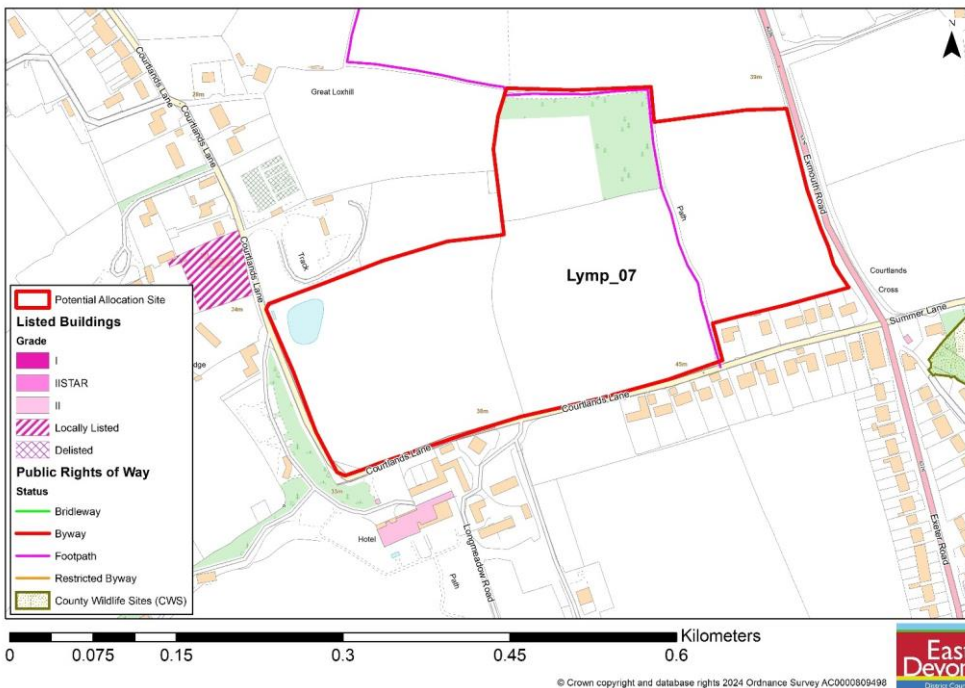 N
Courtlands Lane
Courtlands Lane
Great Loxhill
28m
39m
Exmouth Road
Path
Track
Courtlands Lane
34m
Lymp_07
Courtlands
Cross
Summer Lane
45m
Courtlands Lane
38m
Courtlands Lane
Hotel
Longmeadow Road
Path
Exeter Road
Potential Allocation Site
Listed Buildings
Grade
I
IISTAR
II
Locally Listed
Delisted
Public Rights of Way
Status
Bridleway
Byway
Footpath
Restricted Byway
County Wildlife Sites (CWS)
0 0.075 0.15 0.3 0.45 0.6
Kilometers
© Crown copyright and database rights 2024 Ordnance Survey AC0000809498
East
Devon